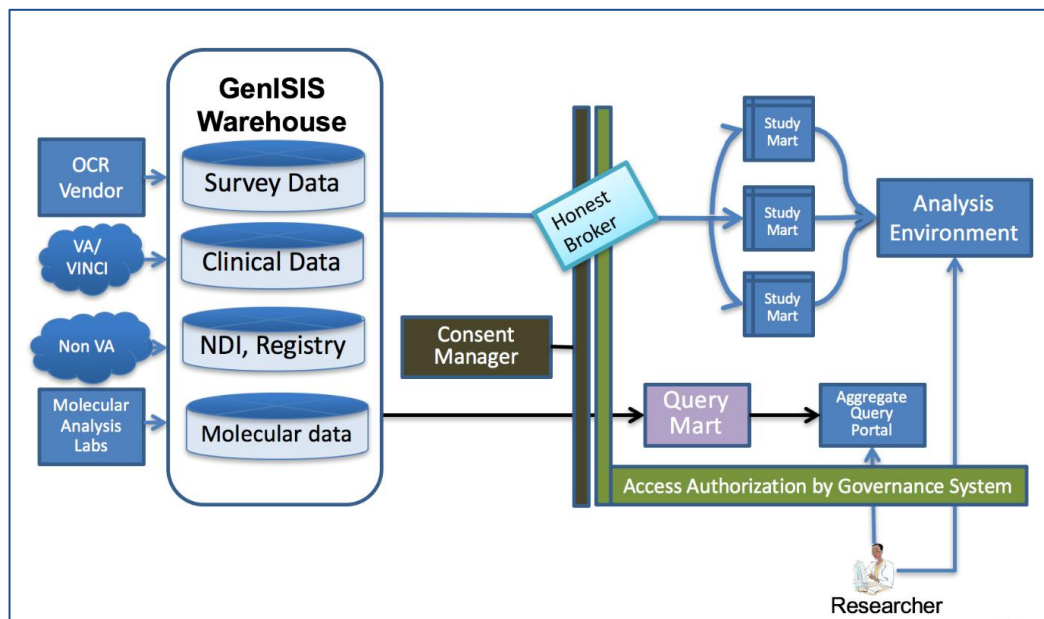 GenISIS
Warehouse
OCR
Vendor
Survey Data
VA/
VINCI
Clinical Data
Non VA
NDI, Registry
Molecular
Analysis
Labs
Molecular data
Honest
Broker
Consent
Manager
Study
Mart
Study
Mart
Study
Mart
Analysis
Environment
Query
Mart
Aggregate
Query
Portal
Access Authorization by Governance System
Researcher